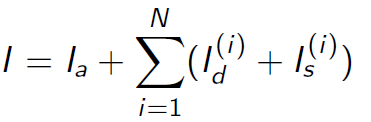 I = I_a + \sum_{i=1}^{N} (I_d^{(i)} + I_s^{(i)})